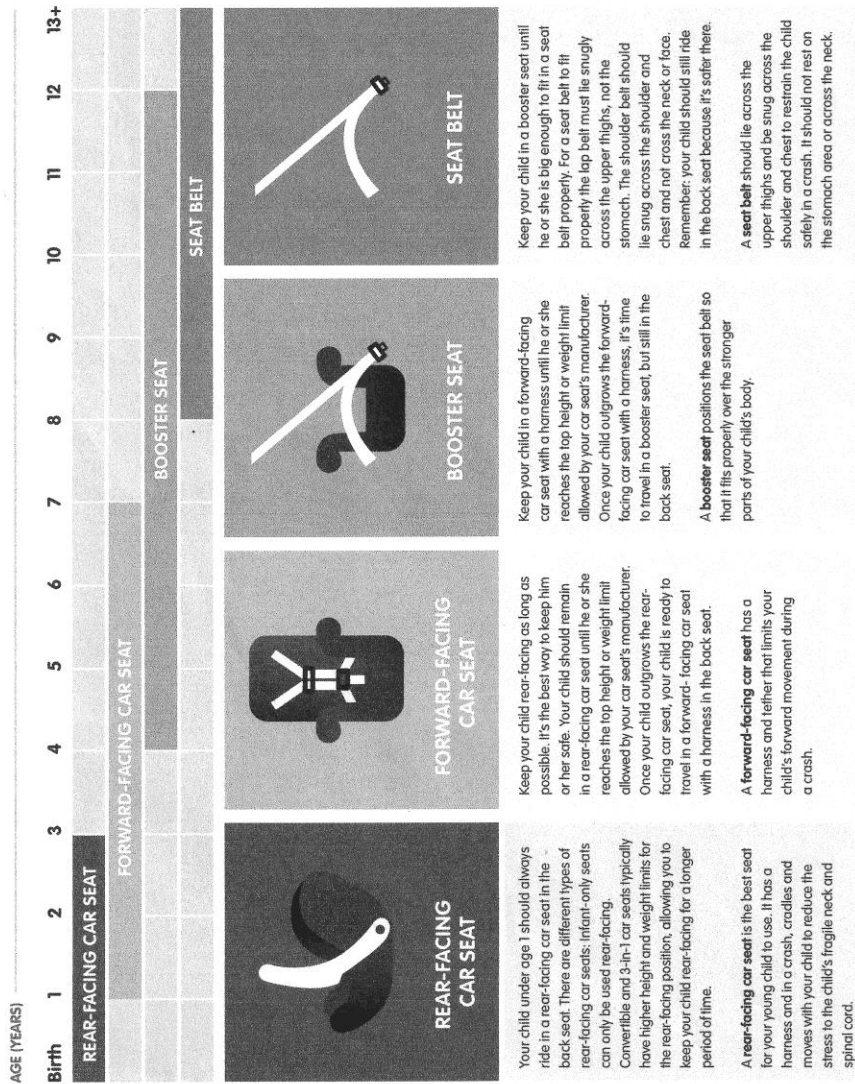 AGE (YEARS)
Birth 1 2 3 4 5 6 7 8 9 10 11 12 13+
REAR-FACING CAR SEAT
FORWARD-FACING CAR SEAT
BOOSTER SEAT
SEAT BELT
REAR-FACING
CAR SEAT
Your child under age 1 should always
ride in a rear-facing car seat in the -
back seat. There are different types of
rear-facing car seats: Infant-only seats
can only be used rear-facing.
Convertible and 3-in-1 car seats typically
have higher height and weight limits for
the rear-facing position, allowing you to
keep your child rear-facing for a longer
period of time.
A rear-facing car seat is the best seat
for your young child to use. It has a
harness and in a crash, cradles and
moves with your child to reduce the
stress to the child's fragile neck and
spinal cord.
FORWARD-FACING
CAR SEAT
Keep your child rear-facing as long as
possible. It's the best way to keep him
or her safe. Your child should remain
in a rear-facing car seat until he or she
reaches the top height or weight limit
allowed by your car seat's manufacturer.
Once your child outgrows the rear-
facing car seat, your child is ready to
travel in a forward- facing car seat
with a harness in the back seat.
A forward-facing car seat has a
harness and tether that limits your
child's forward movement during
a crash.
BOOSTER SEAT
Keep your child in a forward-facing
car seat with a harness until he or she
reaches the top height or weight limit
allowed by your car seat's manufacturer.
Once your child outgrows the forward-
facing car seat with a harness, it's time
to travel in a booster seat, but still in the
back seat.
A booster seat positions the seat belt so
that it fits properly over the stronger
parts of your child's body.
SEAT BELT
Keep your child in a booster seat until
he or she is big enough to fit in a seat
belt properly. For a seat belt to fit
properly the lap belt must lie snugly
across the upper thighs, not the
stomach. The shoulder belt should
lie snug across the shoulder and
chest and not cross the neck or face.
Remember: your child should still ride
in the back seat because it's safer there.
A seat belt should lie across the
upper thighs and be snug across the
shoulder and chest to restrain the child
safely in a crash. It should not rest on
the stomach area or across the neck.